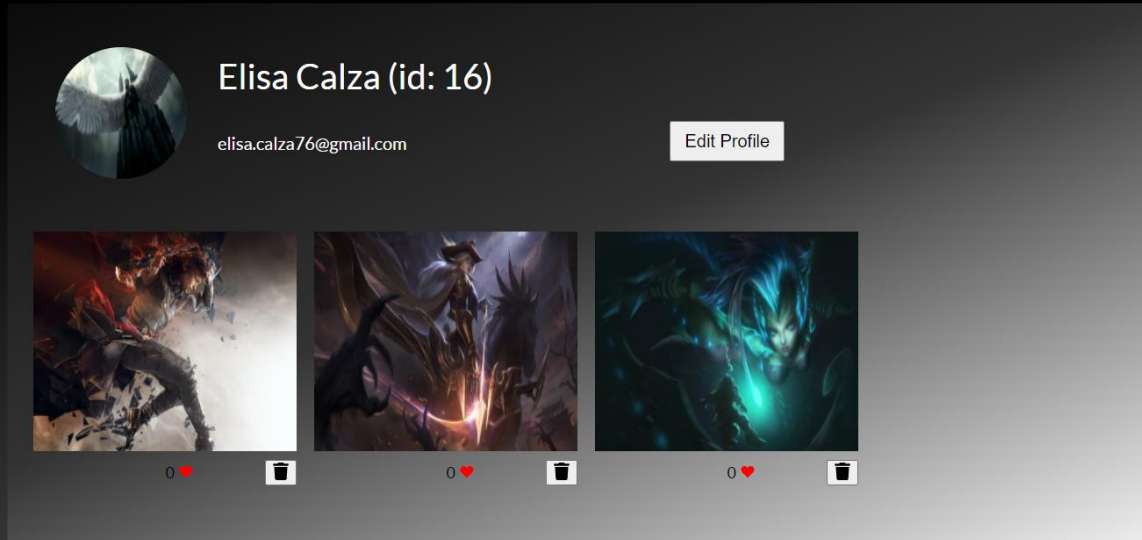 Elisa Calza (id: 16)
elisa.calza76@gmail.com
Edit Profile
0
0
0